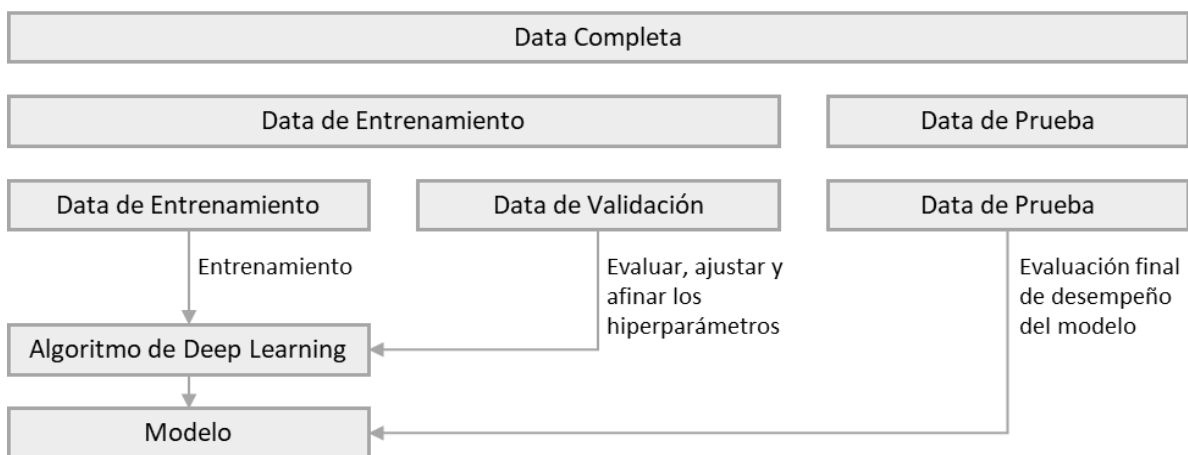 Data Completa
Data de Entrenamiento
Data de Prueba
Data de Entrenamiento
Data de Validación
Data de Prueba
Entrenamiento
Evaluar, ajustar y
afinar los
hiperparámetros
Evaluación final
de desempeño
del modelo
Algoritmo de Deep Learning
Modelo